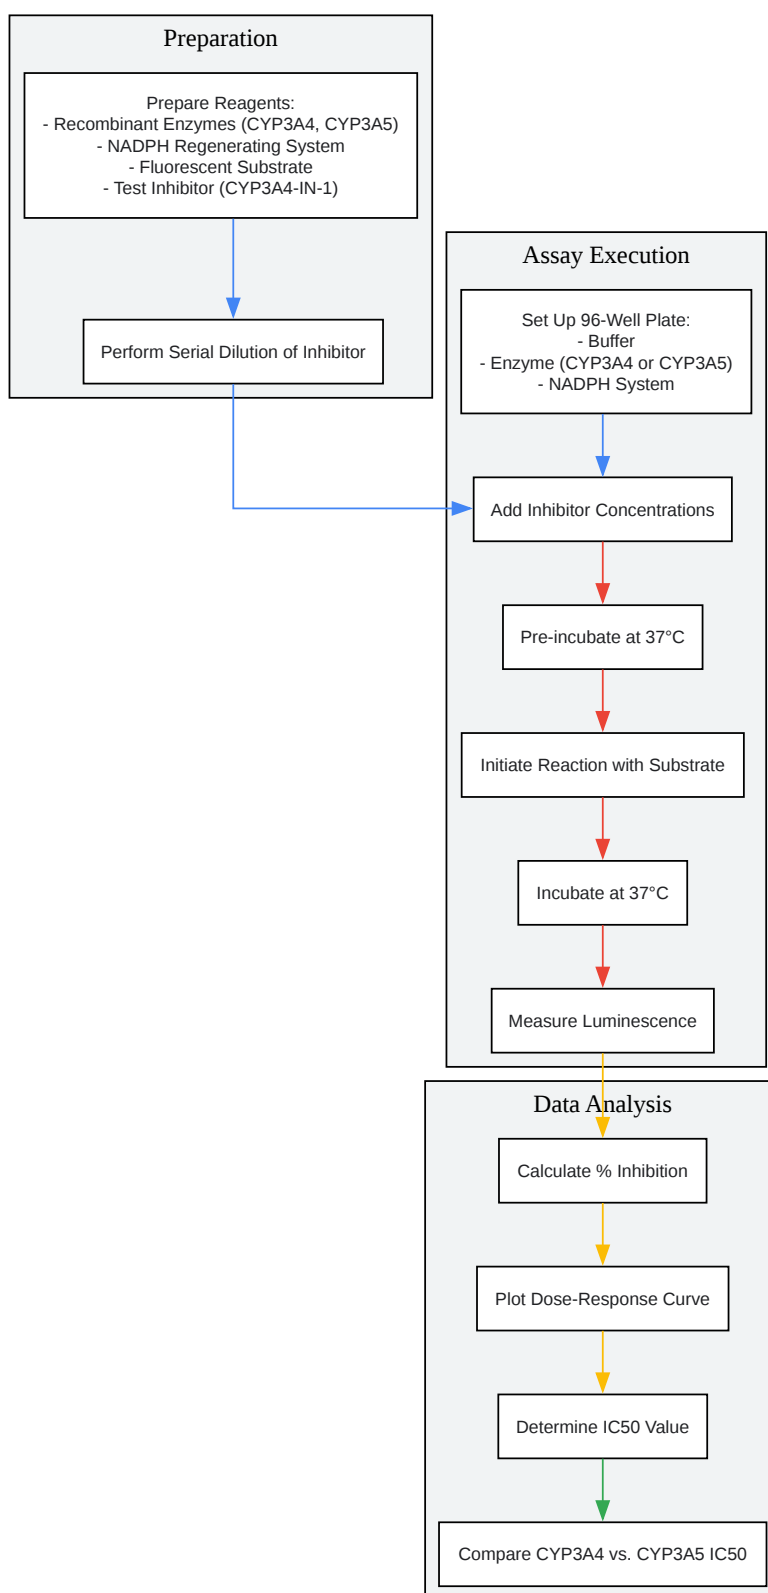 Preparation
Prepare Reagents:
- Recombinant Enzymes (CYP3A4, CYP3A5)
- NADPH Regenerating System
- Fluorescent Substrate
- Test Inhibitor (CYP3A4-IN-1)
Perform Serial Dilution of Inhibitor
Assay Execution
Set Up 96-Well Plate:
- Buffer
- Enzyme (CYP3A4 or CYP3A5)
- NADPH System
Add Inhibitor Concentrations
Pre-incubate at 37°C
Initiate Reaction with Substrate
Incubate at 37°C
Measure Luminescence
Data Analysis
Calculate % Inhibition
Plot Dose-Response Curve
Determine IC50 Value
Compare CYP3A4 vs. CYP3A5 IC50